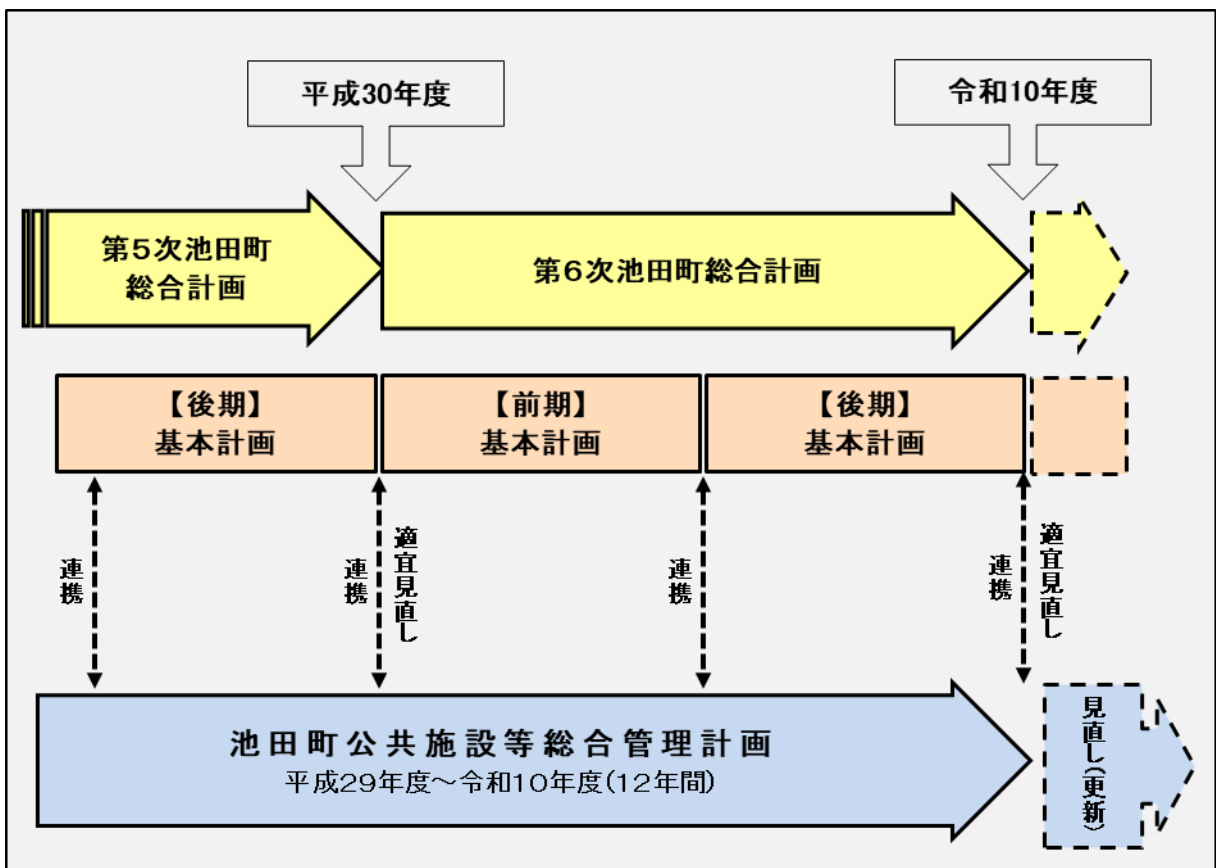 平成30年度
令和10年度
第5次池田町
総合計画
第6次池田町総合計画
【後期】
基本計画
【前期】
基本計画
【後期】
基本計画
連携
連携
適宜見直し
連携
連携
適宜見直し
池田町公共施設等総合管理計画
平成29年度～令和10年度(12年間)
見直し(更新)